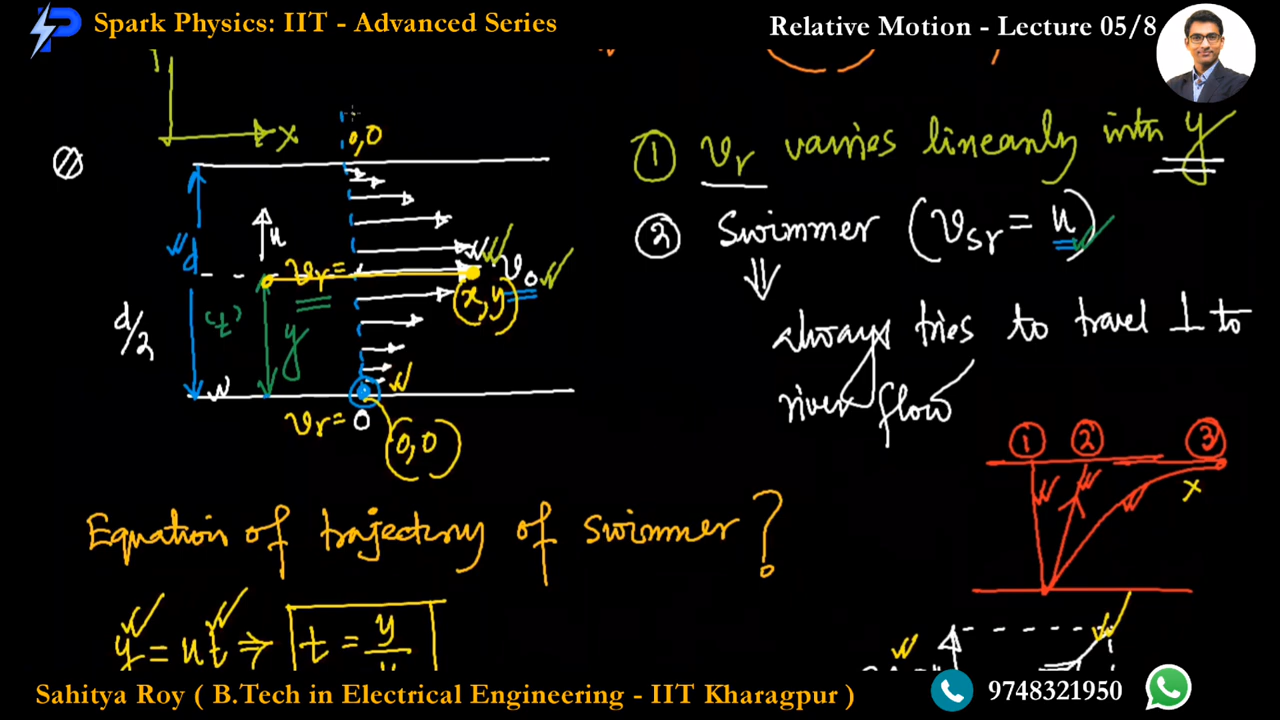 Spark Physics: IIT - Advanced Series
Relative Motion - Lecture 05/8
x
0,0
① vr varies linearly with y
② Swimmer (vsr = u)
⇓
always tries to travel ⊥ to
river flow
u
d
vr =
v₀
(x, y)
(t)
y
d/2
vr = 0
(0,0)
① ② ③
x
Equation of trajectory of swimmer?
y = ut ⇒ t = y/u
Sahitya Roy ( B.Tech in Electrical Engineering - IIT Kharagpur )
9748321950